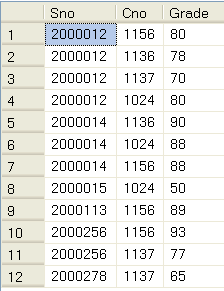 Sno Cno Grade
1 2000012 1156 80
2 2000012 1136 78
3 2000012 1137 70
4 2000012 1024 80
5 2000014 1136 90
6 2000014 1024 88
7 2000014 1156 88
8 2000015 1024 50
9 2000113 1156 89
10 2000256 1156 93
11 2000256 1137 77
12 2000278 1137 65